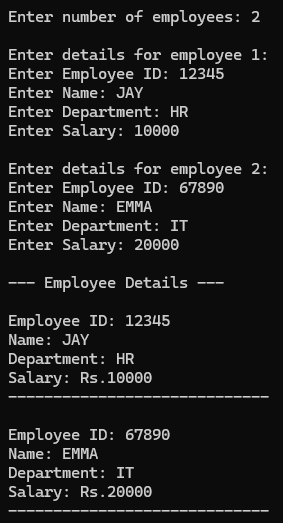 Enter number of employees: 2
Enter details for employee 1:
Enter Employee ID: 12345
Enter Name: JAY
Enter Department: HR
Enter Salary: 10000
Enter details for employee 2:
Enter Employee ID: 67890
Enter Name: EMMA
Enter Department: IT
Enter Salary: 20000
--- Employee Details ---
Employee ID: 12345
Name: JAY
Department: HR
Salary: Rs.10000
-----------------------------
Employee ID: 67890
Name: EMMA
Department: IT
Salary: Rs.20000
-----------------------------